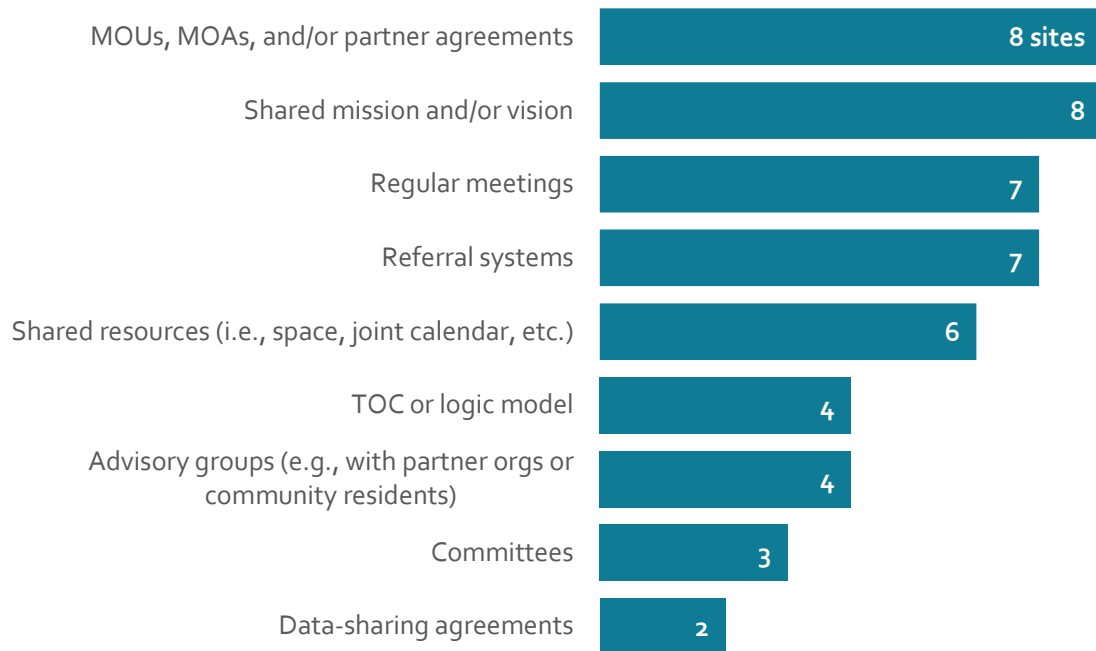 MOUs, MOAs, and/or partner agreements 8 sites
Shared mission and/or vision 8
Regular meetings 7
Referral systems 7
Shared resources (i.e., space, joint calendar, etc.) 6
TOC or logic model 4
Advisory groups (e.g., with partner orgs or
community residents) 4
Committees 3
Data-sharing agreements 2